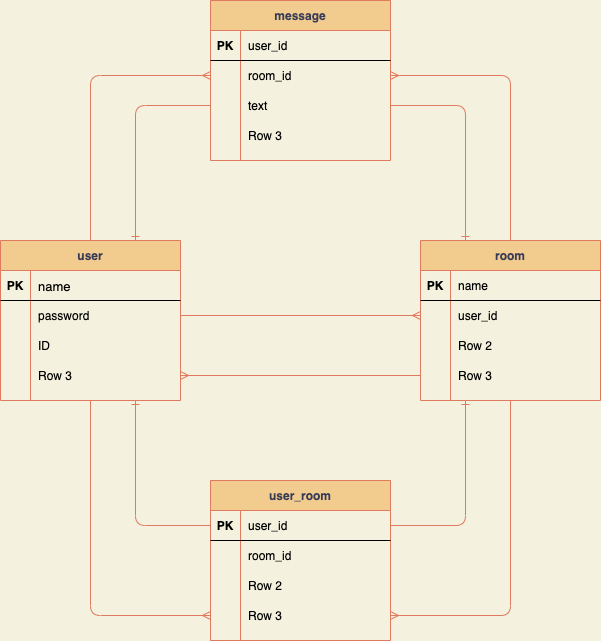 message
PK user_id
room_id
text
Row 3
user
PK name
password
ID
Row 3
room
PK name
user_id
Row 2
Row 3
user_room
PK user_id
room_id
Row 2
Row 3